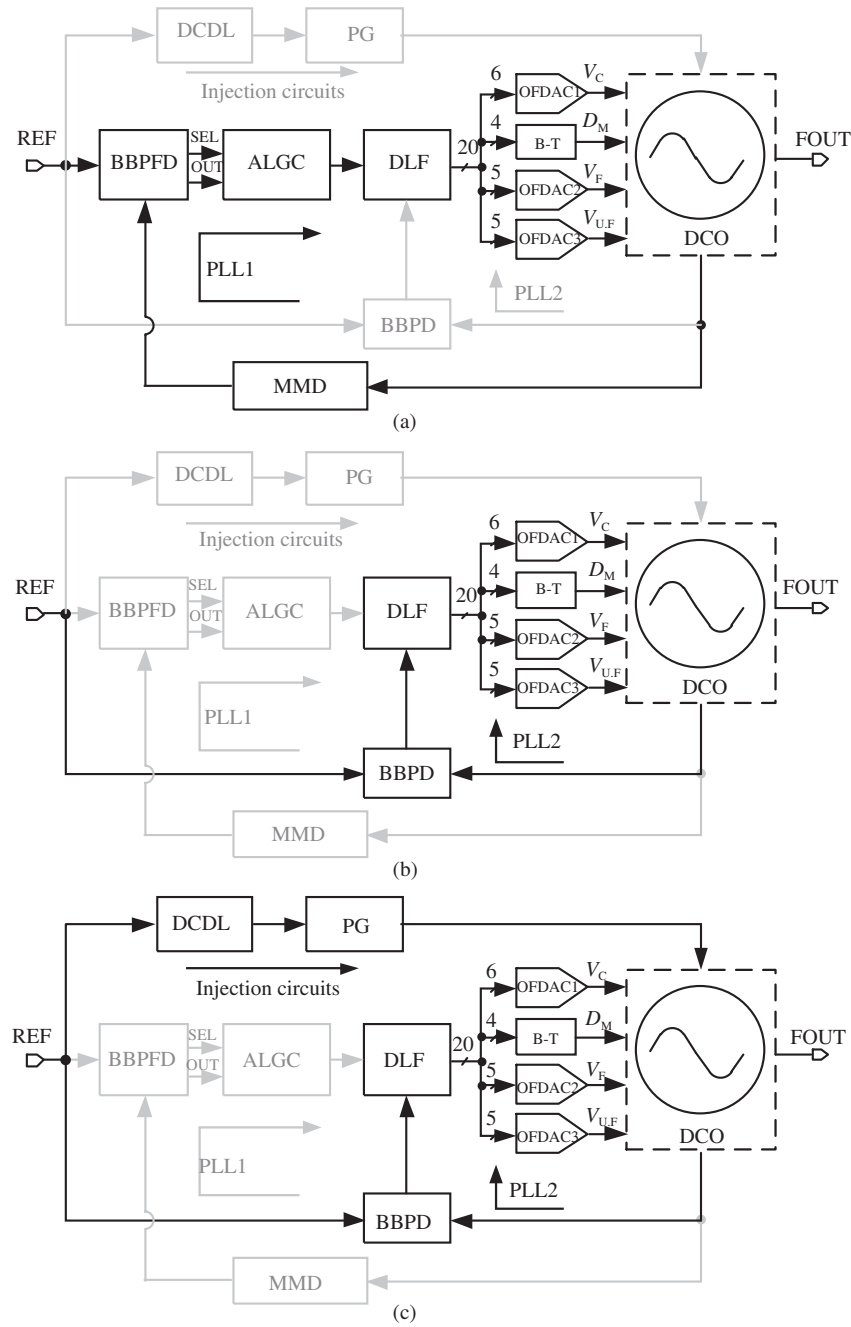 DCDL PG
Injection circuits
6 OFDAC1 V_C
REF BBPFD SEL OUT ALGC DLF 20 4 B-T D_M FOUT
5 OFDAC2 V_F
5 OFDAC3 V_U.F
DCO
PLL1
PLL2
BBPD
MMD
(a)
DCDL PG
Injection circuits
6 OFDAC1 V_C
REF BBPFD SEL OUT ALGC DLF 20 4 B-T D_M FOUT
5 OFDAC2 V_F
5 OFDAC3 V_U.F
DCO
PLL1
PLL2
BBPD
MMD
(b)
DCDL PG
Injection circuits
6 OFDAC1 V_C
REF BBPFD SEL OUT ALGC DLF 20 4 B-T D_M FOUT
5 OFDAC2 V_F
5 OFDAC3 V_U.F
DCO
PLL1
PLL2
BBPD
MMD
(c)